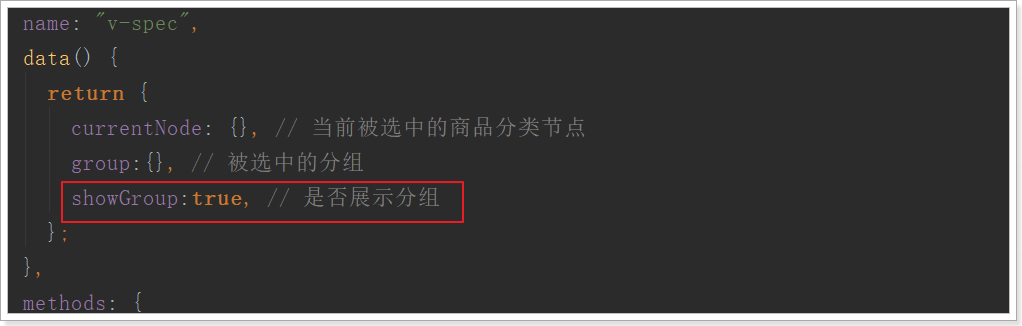 name: "v-spec",
data() {
return {
currentNode: {}, // 当前被选中的商品分类节点
group:{}, // 被选中的分组
showGroup:true, // 是否展示分组
};
},
methods: {